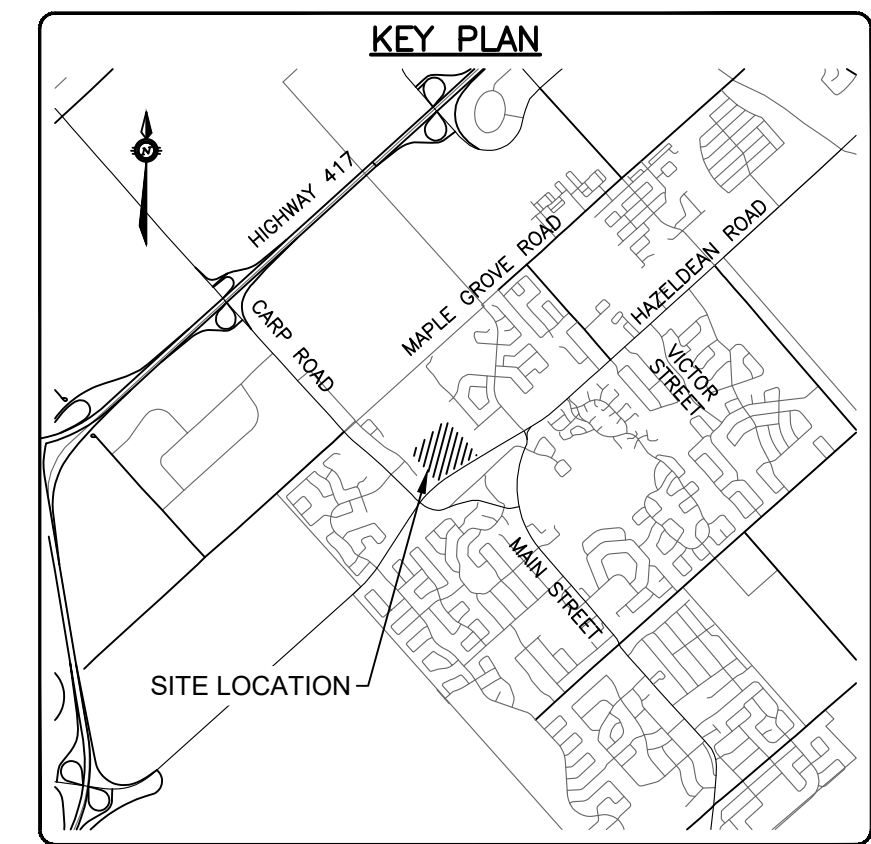 KEY PLAN
N
HIGHWAY 417
MAPLE GROVE ROAD
HAZELDEAN ROAD
CARP ROAD
VICTOR
STREET
MAIN STREET
SITE LOCATION